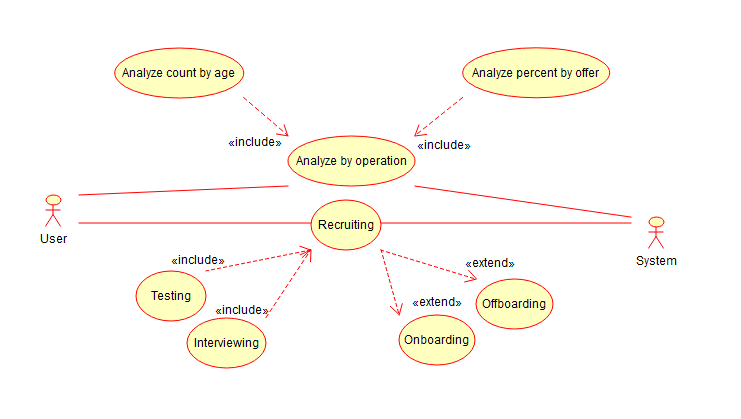 Analyze count by age
Analyze percent by offer
«include»
«include»
Analyze by operation
User
Recruiting
System
«include»
«extend»
Testing
«include»
«extend»
Offboarding
Interviewing
Onboarding